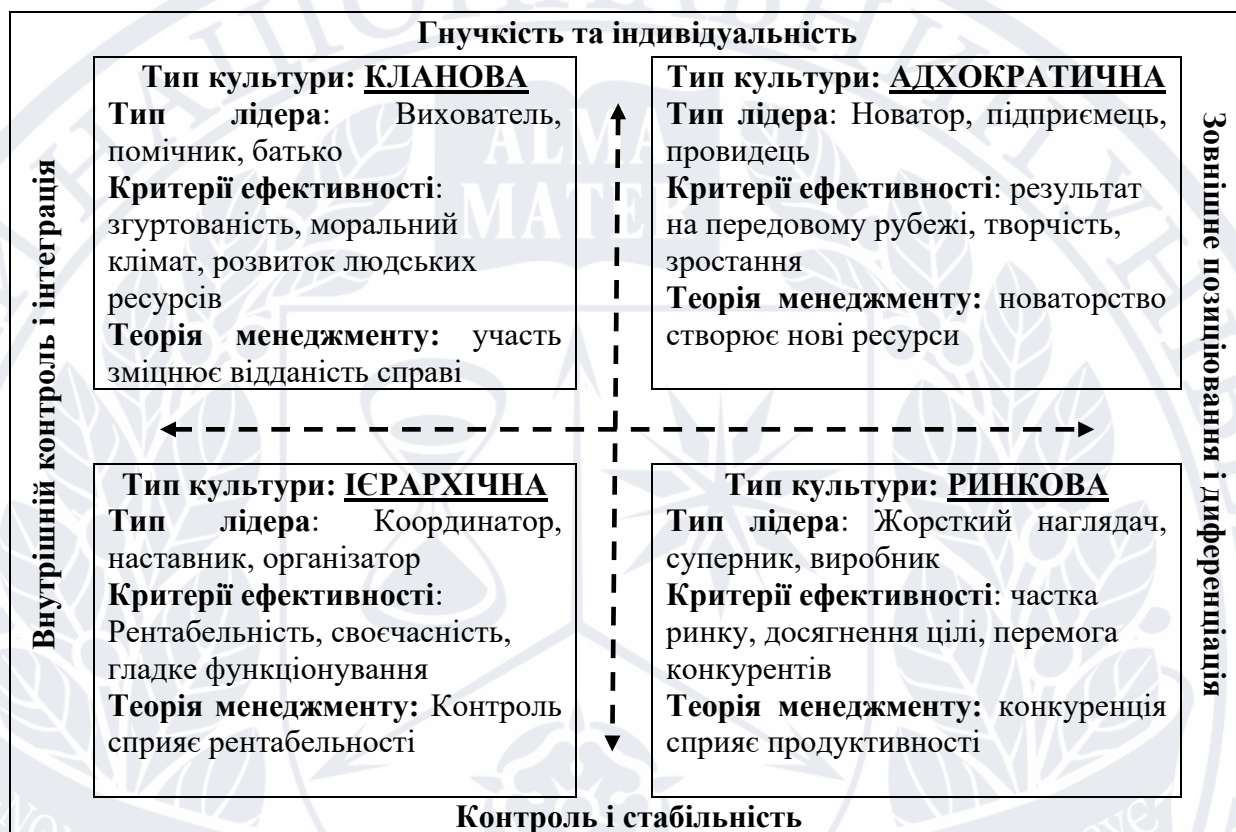 Гнучкість та індивідуальність
Внутрішній контроль і інтеграція
Тип культури: КЛАНОВА
Тип лідера: Вихователь,
помічник, батько
Критерії ефективності:
згуртованість, моральний
клімат, розвиток людських
ресурсів
Теорія менеджменту: участь
зміцнює відданість справі
Тип культури: АДХОКРАТИЧНА
Тип лідера: Новатор, підприємець,
провидець
Критерії ефективності: результат
на передовому рубежі, творчість,
зростання
Теорія менеджменту: новаторство
створює нові ресурси
Зовнішнє позиціювання і диференціація
Тип культури: ІЄРАРХІЧНА
Тип лідера: Координатор,
наставник, організатор
Критерії ефективності:
Рентабельність, своєчасність,
гладке функціонування
Теорія менеджменту: Контроль
сприяє рентабельності
Тип культури: РИНКОВА
Тип лідера: Жорсткий наглядач,
суперник, виробник
Критерії ефективності: частка
ринку, досягнення цілі, перемога
конкурентів
Теорія менеджменту: конкуренція
сприяє продуктивності
Контроль і стабільність
ALMA
MATER